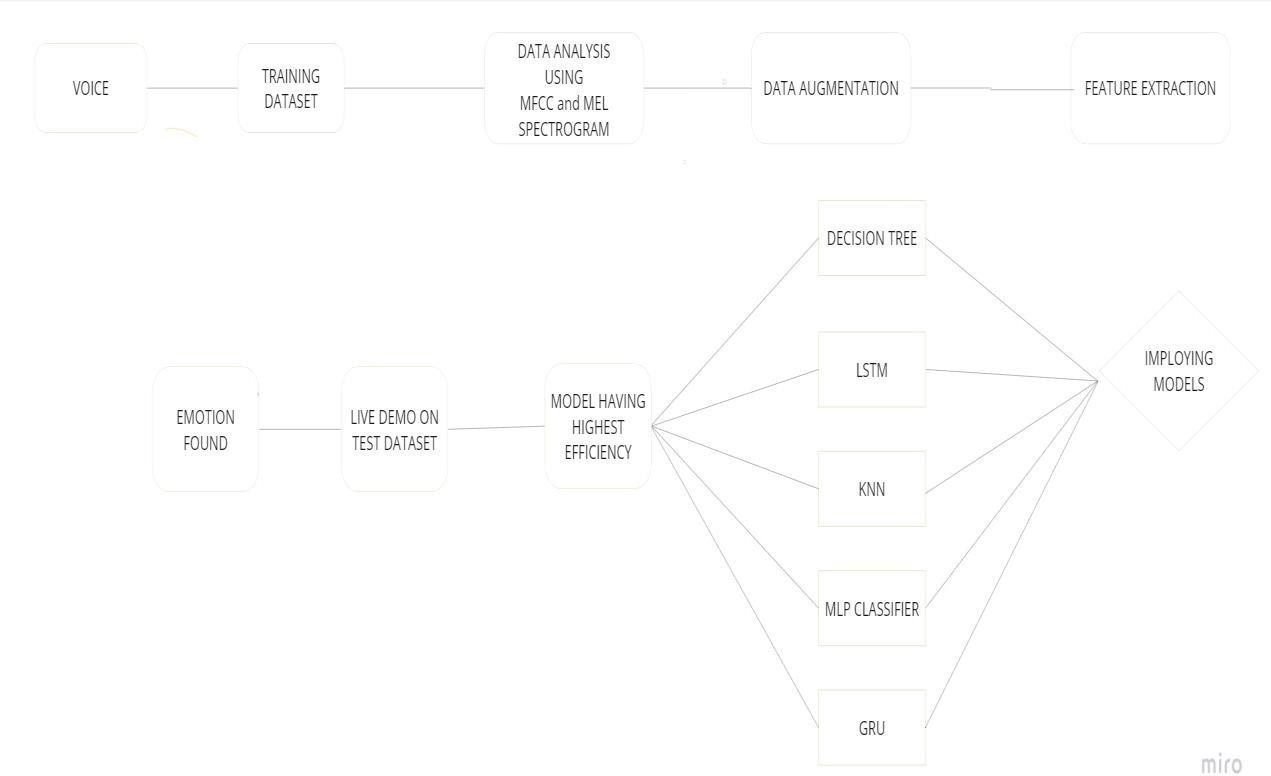 VOICE
TRAINING
DATASET
DATA ANALYSIS
USING
MFCC and MEL
SPECTROGRAM
DATA AUGMENTATION
FEATURE EXTRACTION
DECISION TREE
LSTM
KNN
MLP CLASSIFIER
GRU
IMPLOYING
MODELS
MODEL HAVING
HIGHEST
EFFICIENCY
LIVE DEMO ON
TEST DATASET
EMOTION
FOUND
miro